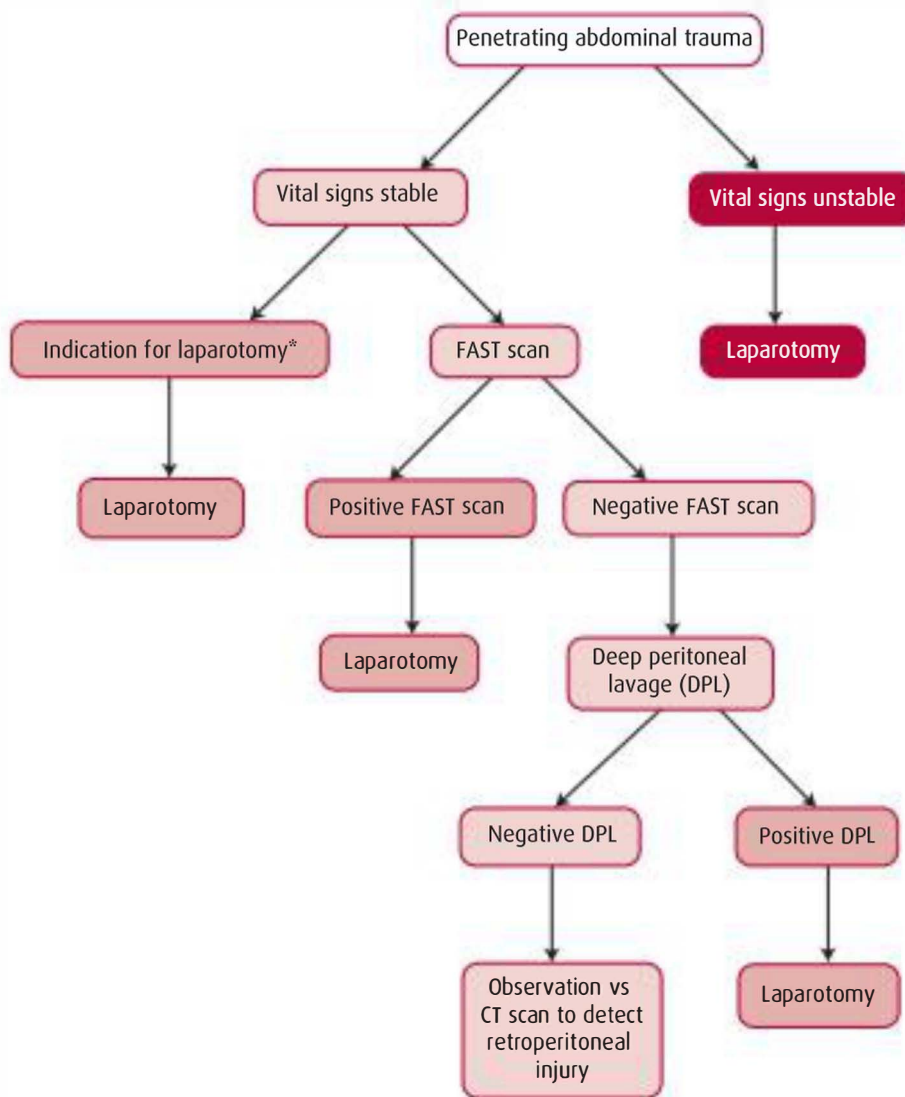 Penetrating abdominal trauma
Vital signs stable
Vital signs unstable
Indication for laparotomy*
FAST scan
Laparotomy
Laparotomy
Positive FAST scan
Negative FAST scan
Laparotomy
Deep peritoneal
lavage (DPL)
Negative DPL
Positive DPL
Observation vs
CT scan to detect
retroperitoneal
injury
Laparotomy